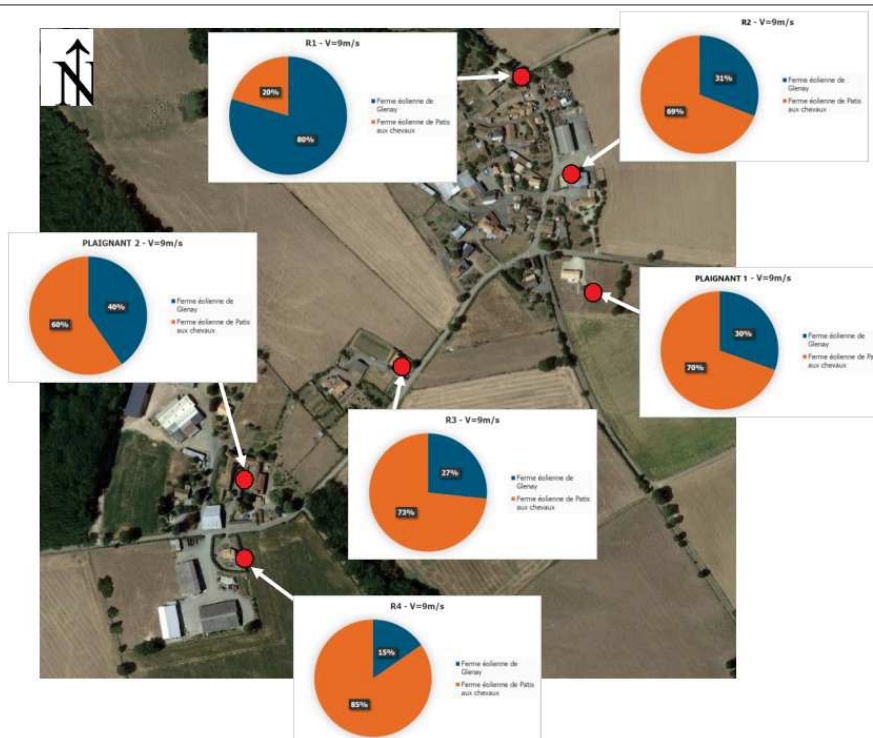 N
R1 - V=9m/s
20%
80%
Ferme éolienne de
Glenay
Ferme éolienne de Patis
aux chevaux
R2 - V=9m/s
31%
69%
Ferme éolienne de
Glenay
Ferme éolienne de Patis
aux chevaux
PLAIGNANT 2 - V=9m/s
40%
60%
Ferme éolienne de
Glenay
Ferme éolienne de Patis
aux chevaux
PLAIGNANT 1 - V=9m/s
30%
70%
Ferme éolienne de
Glenay
Ferme éolienne de Pa
aux chevaux
R3 - V=9m/s
27%
73%
Ferme éolienne de
Glenay
Ferme éolienne de Patis
aux chevaux
R4 - V=9m/s
15%
85%
Ferme éolienne de
Glenay
Ferme éolienne de Patis
aux chevaux